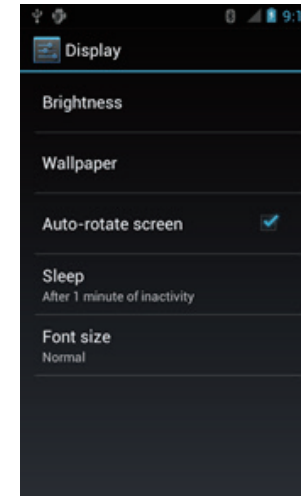 Display
Brightness
Wallpaper
Auto-rotate screen
Sleep
After 1 minute of inactivity
Font size
Normal